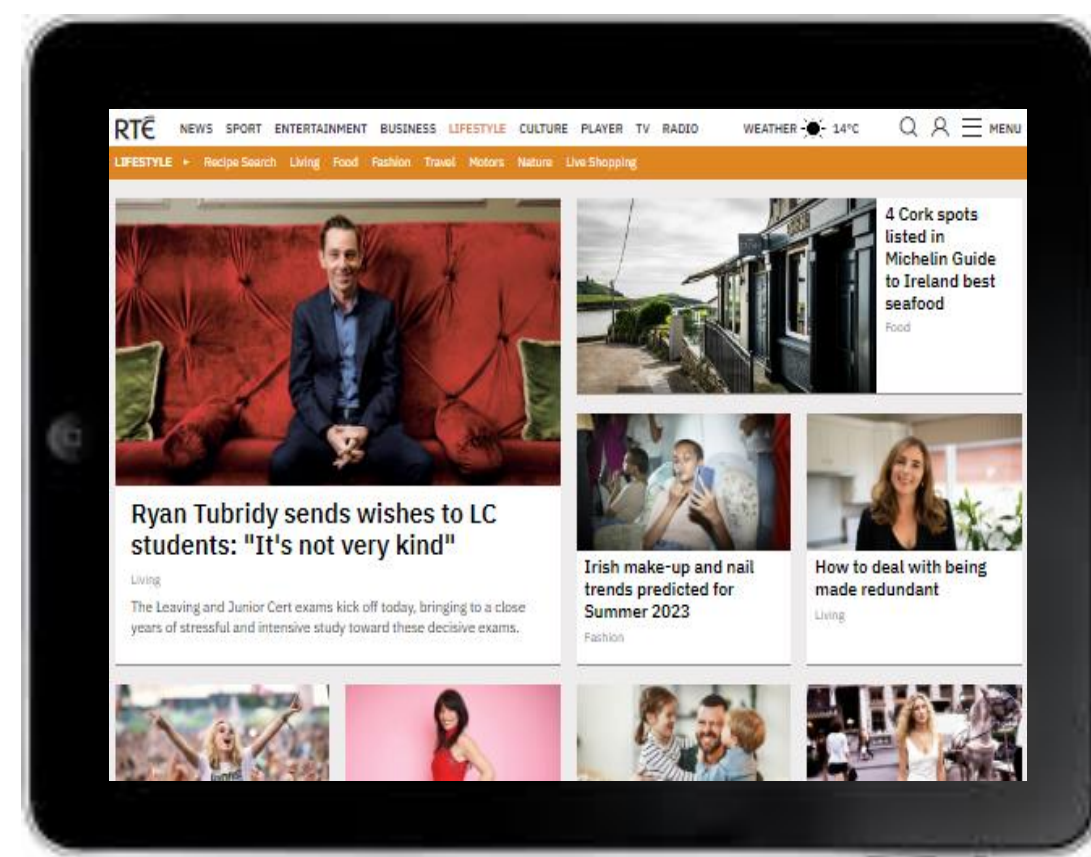 RTÉ NEWS SPORT ENTERTAINMENT BUSINESS LIFESTYLE CULTURE PLAYER TV RADIO WEATHER 14°C MENU
LIFESTYLE Recipe Search Living Food Fashion Travel Motors Nature Live Shopping
Ryan Tubridy sends wishes to LC
students: "It's not very kind"
Living
The Leaving and Junior Cert exams kick off today, bringing to a close
years of stressful and intensive study toward these decisive exams.
4 Cork spots
listed in
Michelin Guide
to Ireland best
seafood
Food
Irish make-up and nail
trends predicted for
Summer 2023
Fashion
How to deal with being
made redundant
Living